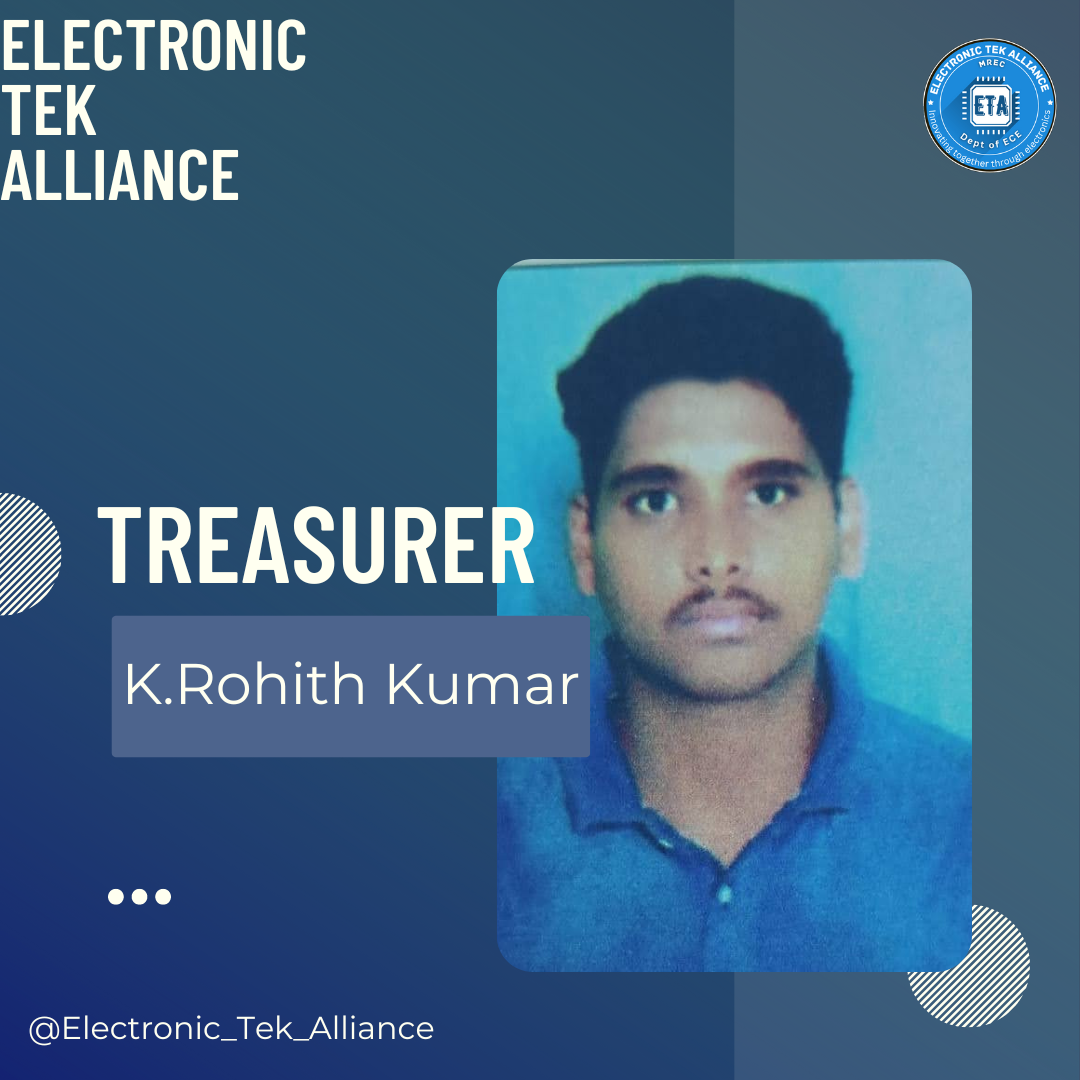 ELECTRONIC
TEK
ALLIANCE
ELECTRONIC TEK ALLIANCE
MREC
ETA
Dept of ECE
Innovating together through electronics
TREASURER
K.Rohith Kumar
@Electronic_Tek_Alliance